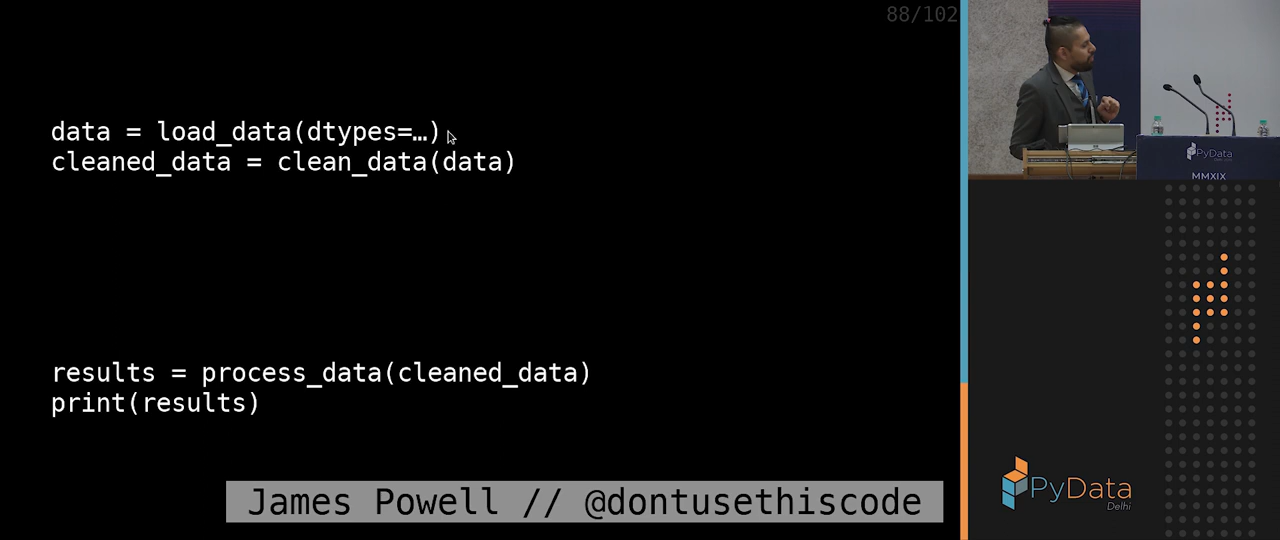 88/102
data = load_data(dtypes=…)
cleaned_data = clean_data(data)
results = process_data(cleaned_data)
print(results)
James Powell // @dontusethiscode
PyData
MMXIX
PyData
Delhi